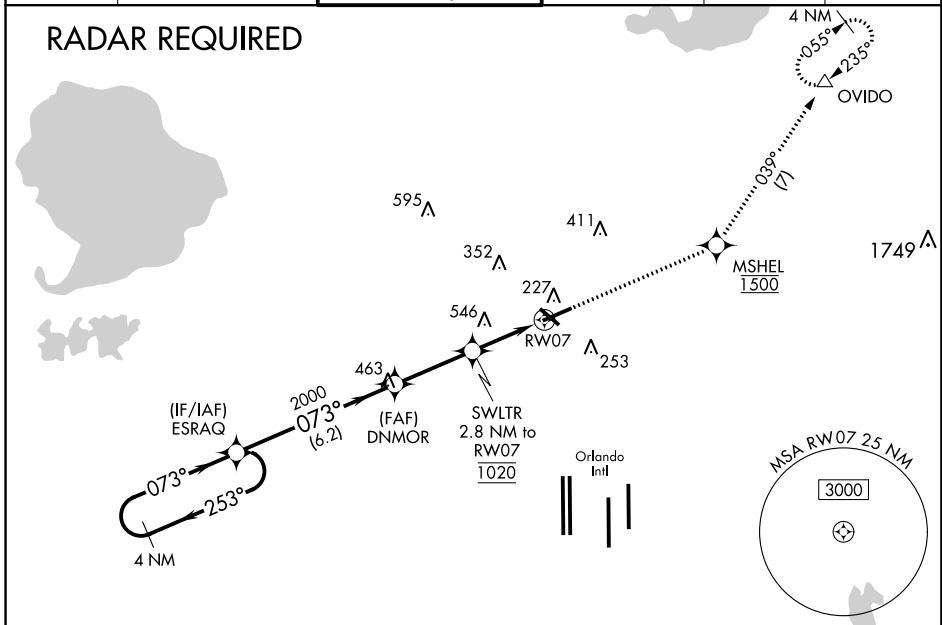 RADAR REQUIRED
4 NM
055°
235°
OVIDO
039°
(7)
595
411
352
1749
MSHEL
1500
227
546
RW07
253
463
2000
073°
(6.2)
(IF/IAF)
ESRAQ
(FAF)
DNMOR
SWLTR
2.8 NM to
RW07
1020
073°
253°
4 NM
Orlando
Intl
MSA RW07 25 NM
3000